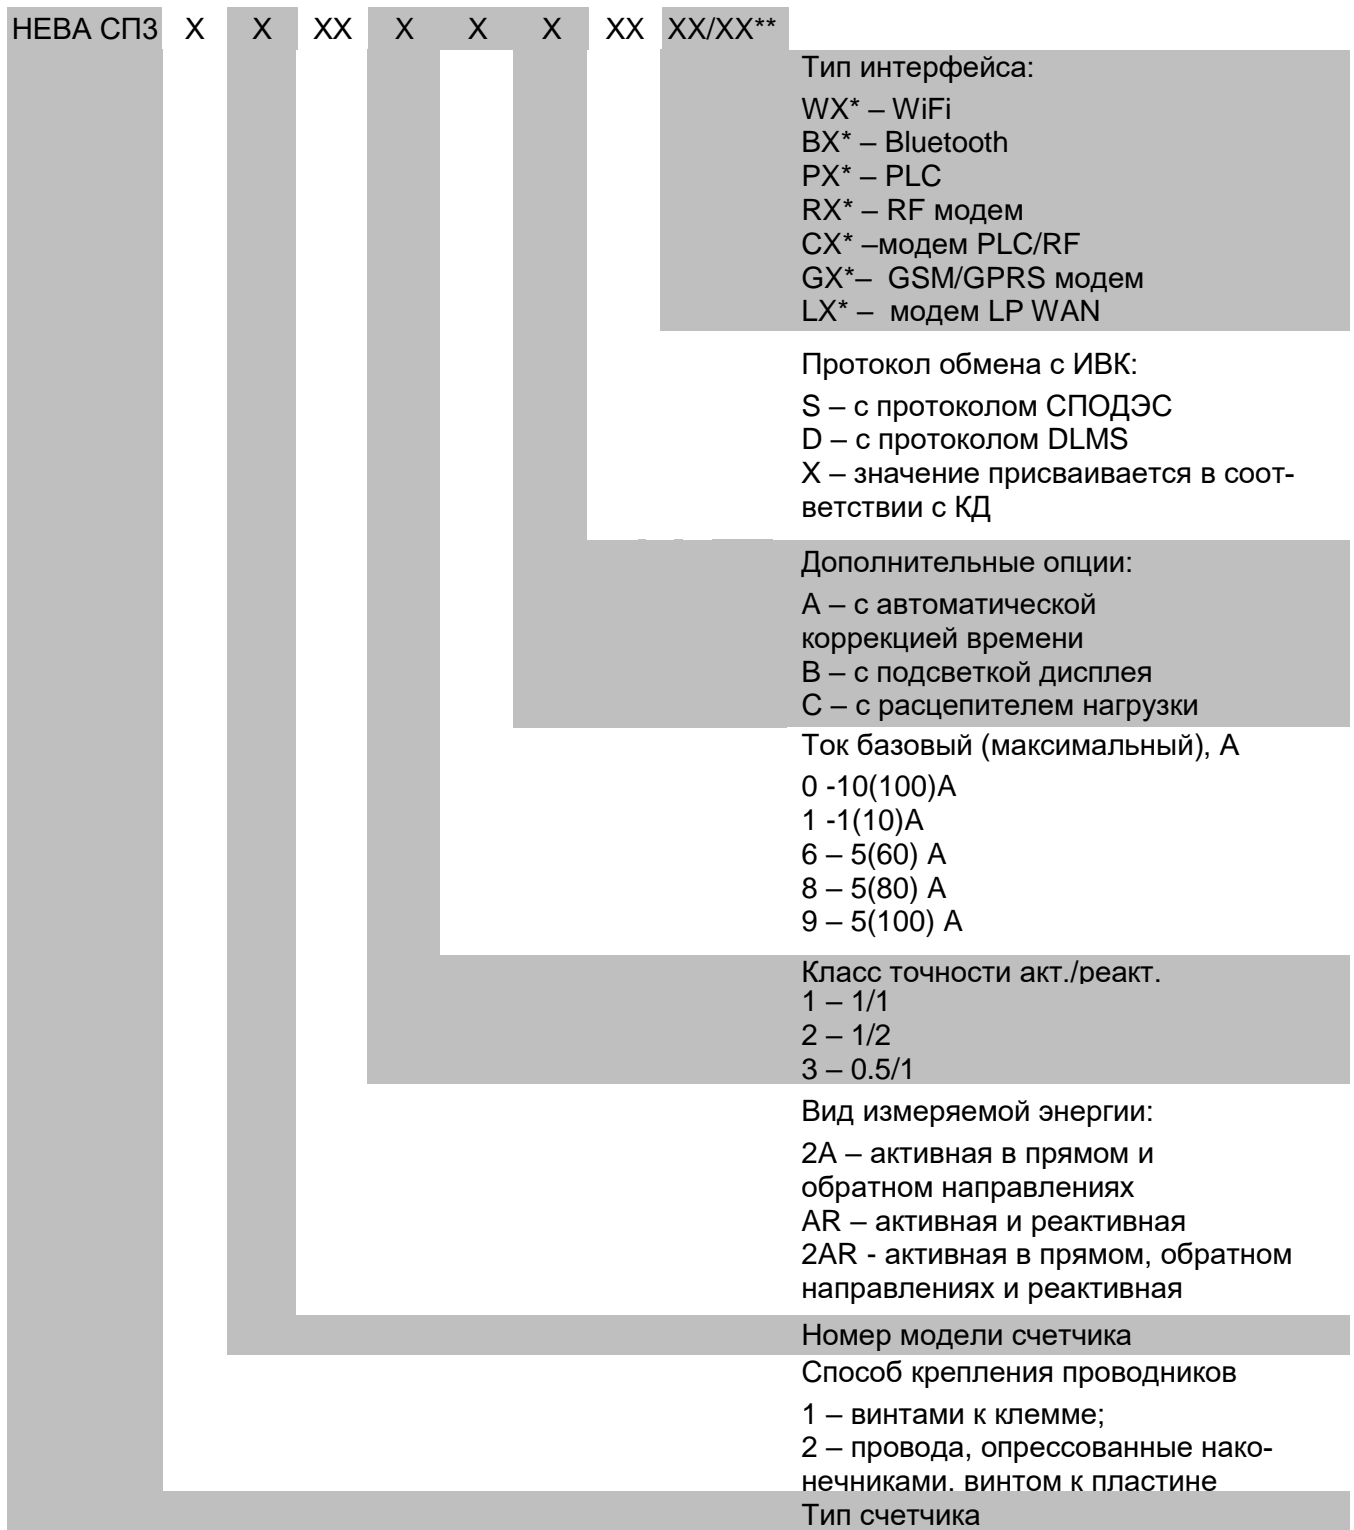 НЕВА СП3 X X XX X X X XX XX/XX**
Тип интерфейса:
WX* – WiFi
BX* – Bluetooth
PX* – PLC
RX* – RF модем
CX* –модем PLC/RF
GX*– GSM/GPRS модем
LX* – модем LP WAN
Протокол обмена с ИВК:
S – с протоколом СПОДЭС
D – с протоколом DLMS
X – значение присваивается в соот-
ветствии с КД
Дополнительные опции:
A – с автоматической
коррекцией времени
B – с подсветкой дисплея
C – с расцепителем нагрузки
Ток базовый (максимальный), А
0 -10(100)А
1 -1(10)А
6 – 5(60) А
8 – 5(80) А
9 – 5(100) А
Класс точности акт./реакт.
1 – 1/1
2 – 1/2
3 – 0.5/1
Вид измеряемой энергии:
2A – активная в прямом и
обратном направлениях
AR – активная и реактивная
2AR - активная в прямом, обратном
направлениях и реактивная
Номер модели счетчика
Способ крепления проводников
1 – винтами к клемме;
2 – провода, опрессованные нако-
нечниками, винтом к пластине
Тип счетчика